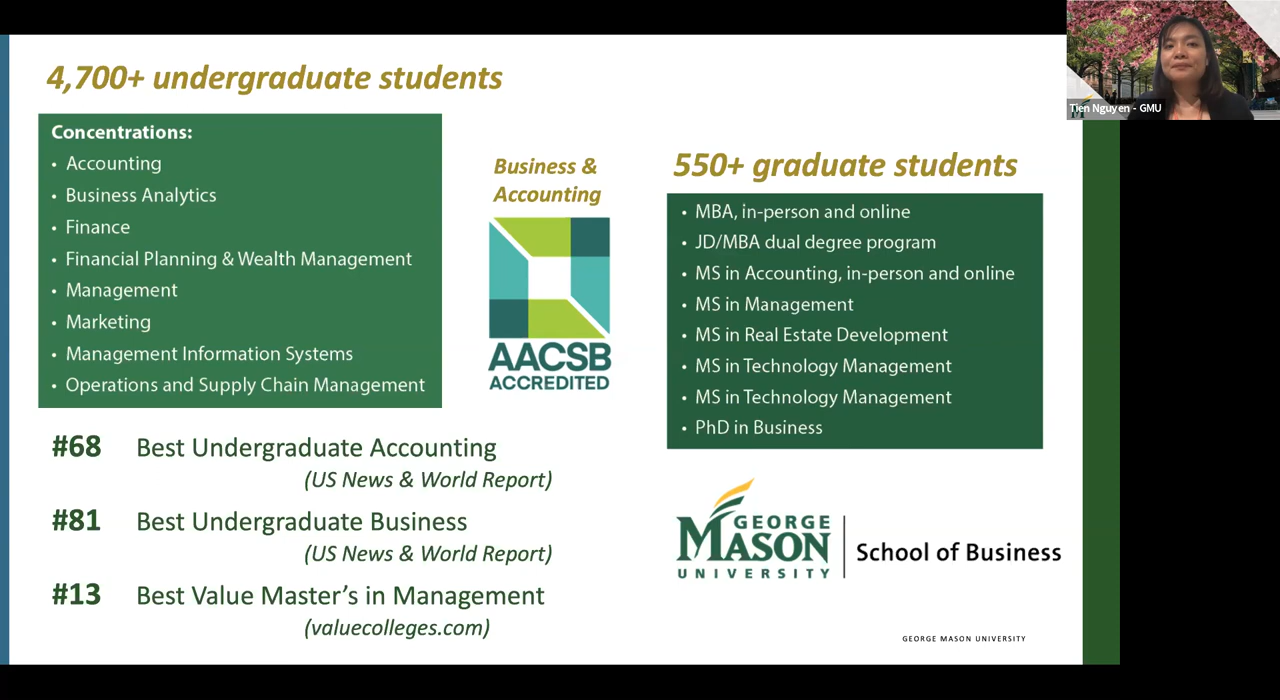 4,700+ undergraduate students
Concentrations:
• Accounting
• Business Analytics
• Finance
• Financial Planning & Wealth Management
• Management
• Marketing
• Management Information Systems
• Operations and Supply Chain Management
Business &
Accounting
AACSB
ACCREDITED
550+ graduate students
• MBA, in-person and online
• JD/MBA dual degree program
• MS in Accounting, in-person and online
• MS in Management
• MS in Real Estate Development
• MS in Technology Management
• MS in Technology Management
• PhD in Business
#68 Best Undergraduate Accounting
(US News & World Report)
#81 Best Undergraduate Business
(US News & World Report)
#13 Best Value Master’s in Management
(valuecolleges.com)
GEORGE
MASON
UNIVERSITY
School of Business
GEORGE MASON UNIVERSITY
Tien Nguyen - GMU